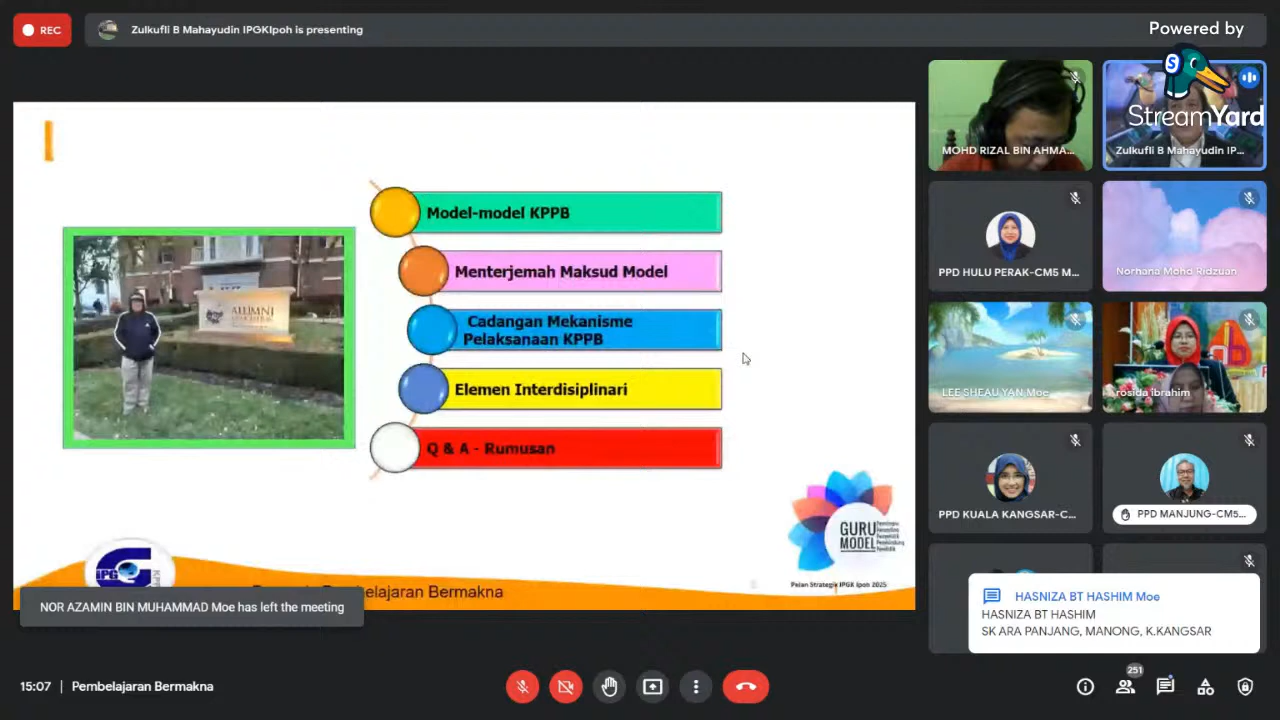 REC
Zulkufli B Mahayudin IPGKIpoh is presenting
Powered by
StreamYard
MOHD RIZAL BIN AHMA...
Zulkufli B Mahayudin IP...
PPD HULU PERAK-CM5 M...
Norhana Mohd Ridzuan
LEE SHEAU YAN Moe
rosida ibrahim
PPD KUALA KANGSAR-C...
PPD MANJUNG-CM5...
Model-model KPPB
Menterjemah Maksud Model
Cadangan Mekanisme
Pelaksanaan KPPB
Elemen Interdisiplinari
Q & A - Rumusan
ALUMNI
GURU
MODEL
Pelan Strategik IPGK Ipoh 2025
IPG
elajaran Bermakna
NOR AZAMIN BIN MUHAMMAD Moe has left the meeting
HASNIZA BT HASHIM Moe
HASNIZA BT HASHIM
SK ARA PANJANG, MANONG, K.KANGSAR
15:07 | Pembelajaran Bermakna
251